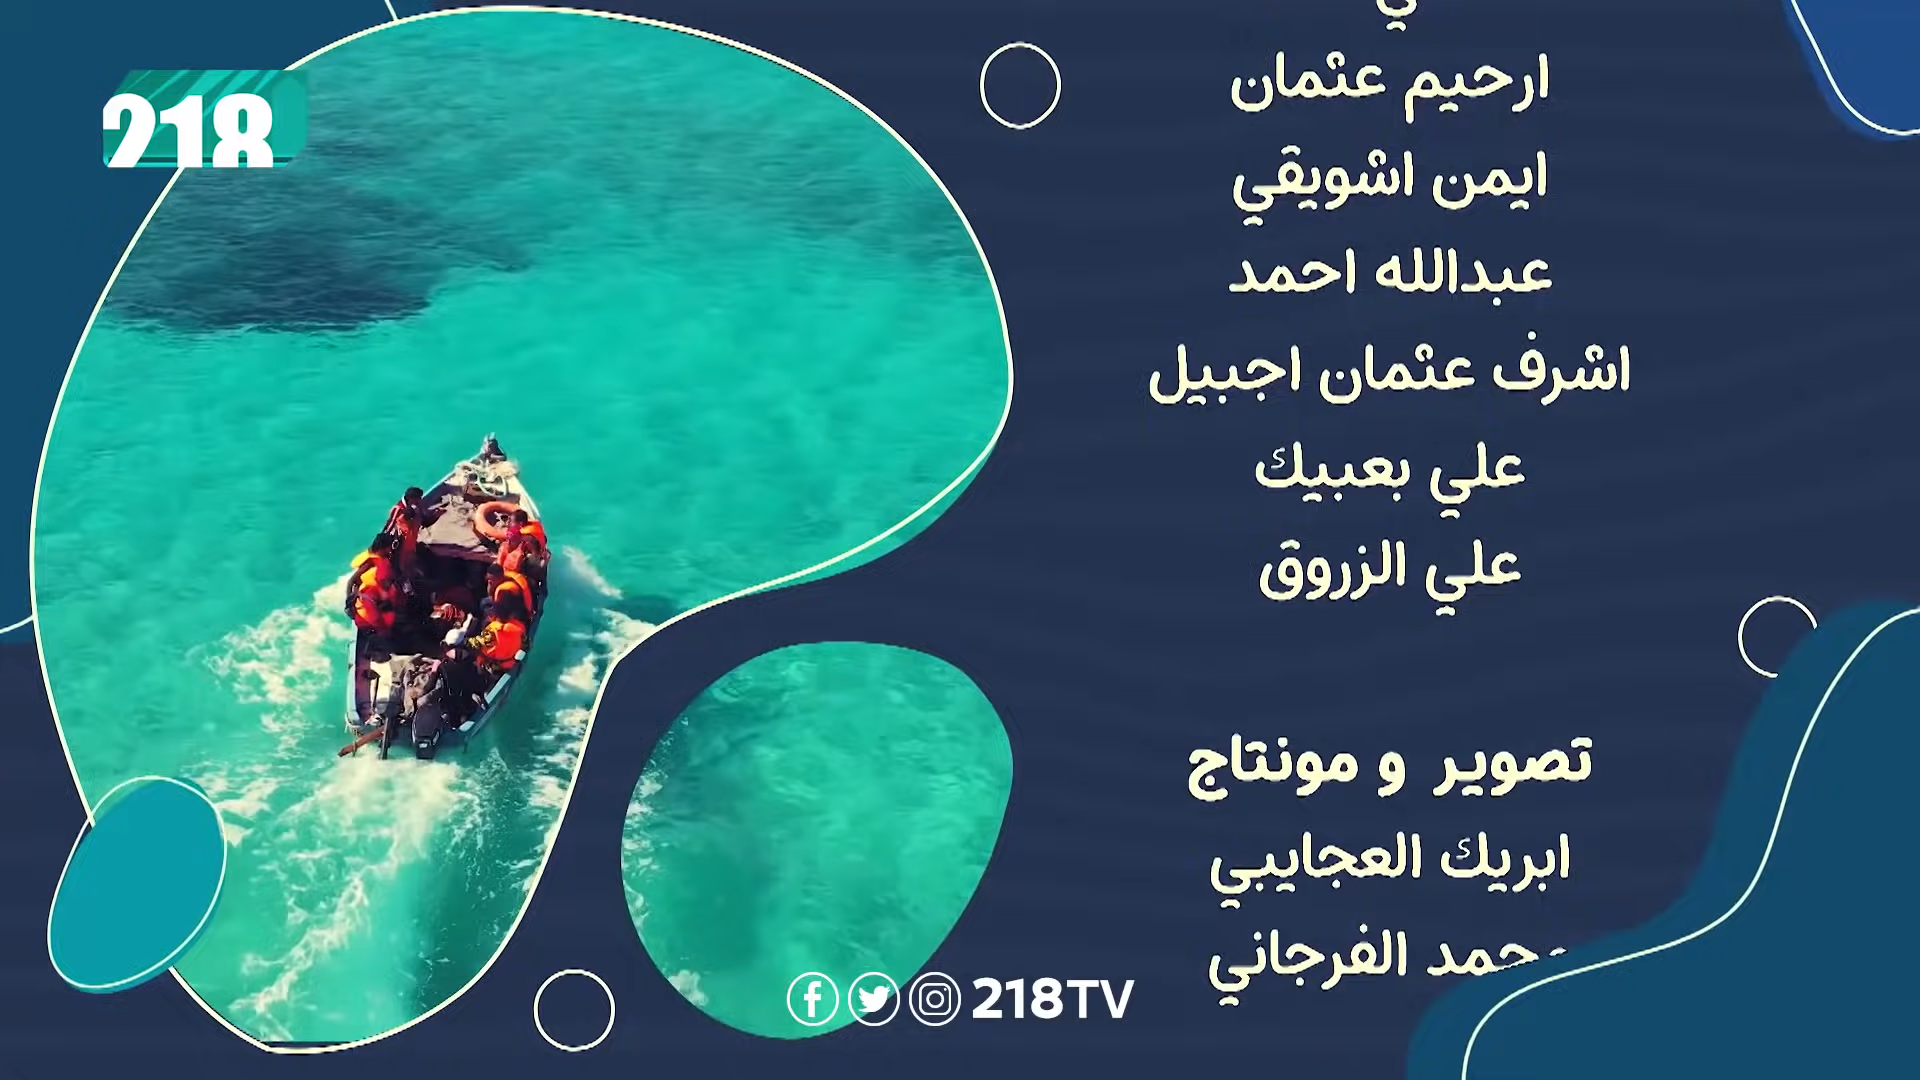 218
ارحيم عثمان
ايمن اشويقي
عبدالله احمد
اشرف عثمان اجبيل
علي بعبيك
علي الزروق
تصوير و مونتاج
ابريك العجايبي
محمد الفرجاني
218TV